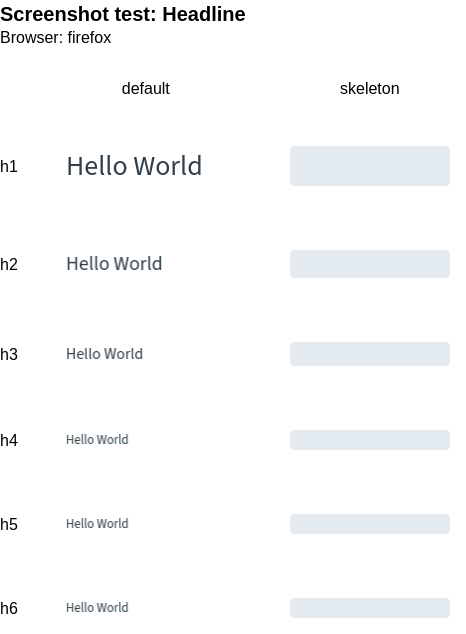 Screenshot test: Headline
Browser: firefox
default skeleton
h1 Hello World
h2 Hello World
h3 Hello World
h4 Hello World
h5 Hello World
h6 Hello World